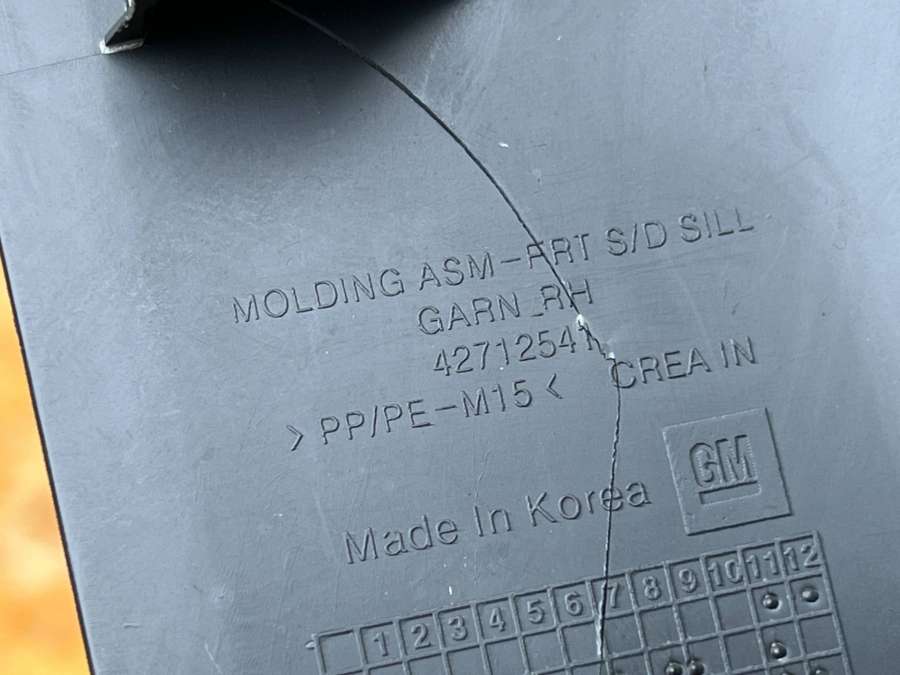 MOLDING ASM-FRT S/D SILL
GARN_RH
42712541
>PP/PE-M15< CREA IN
GM
Made In Korea
1 2 3 4 5 6 7 8 9 10 11 12